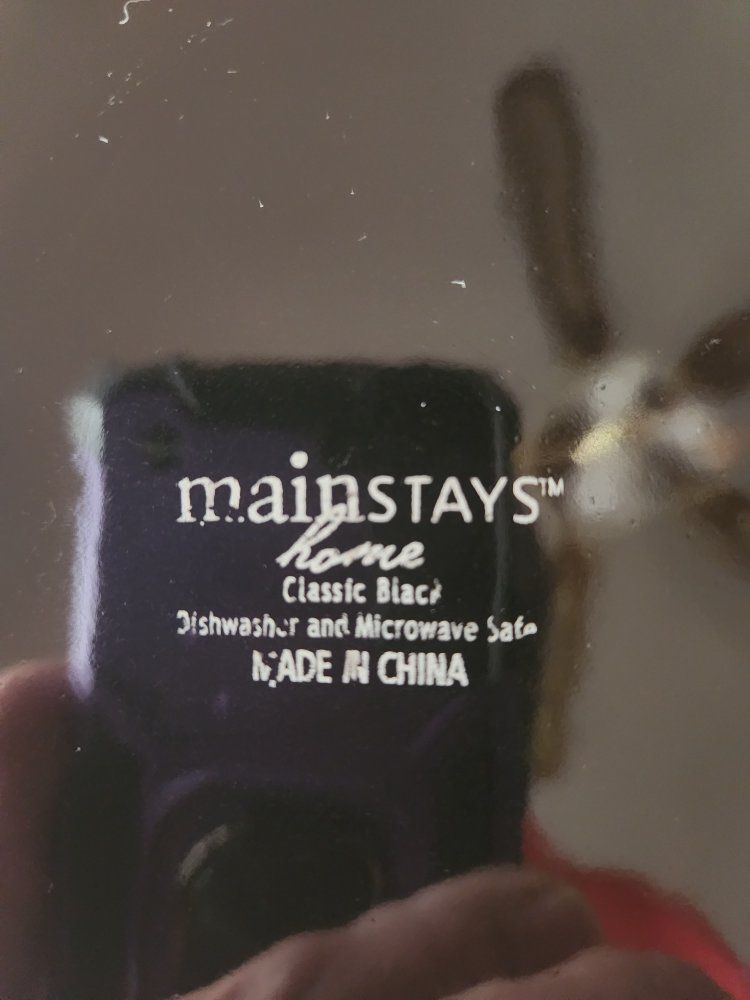 mainSTAYS™
home
Classic Black
Dishwasher and Microwave Safe
MADE IN CHINA